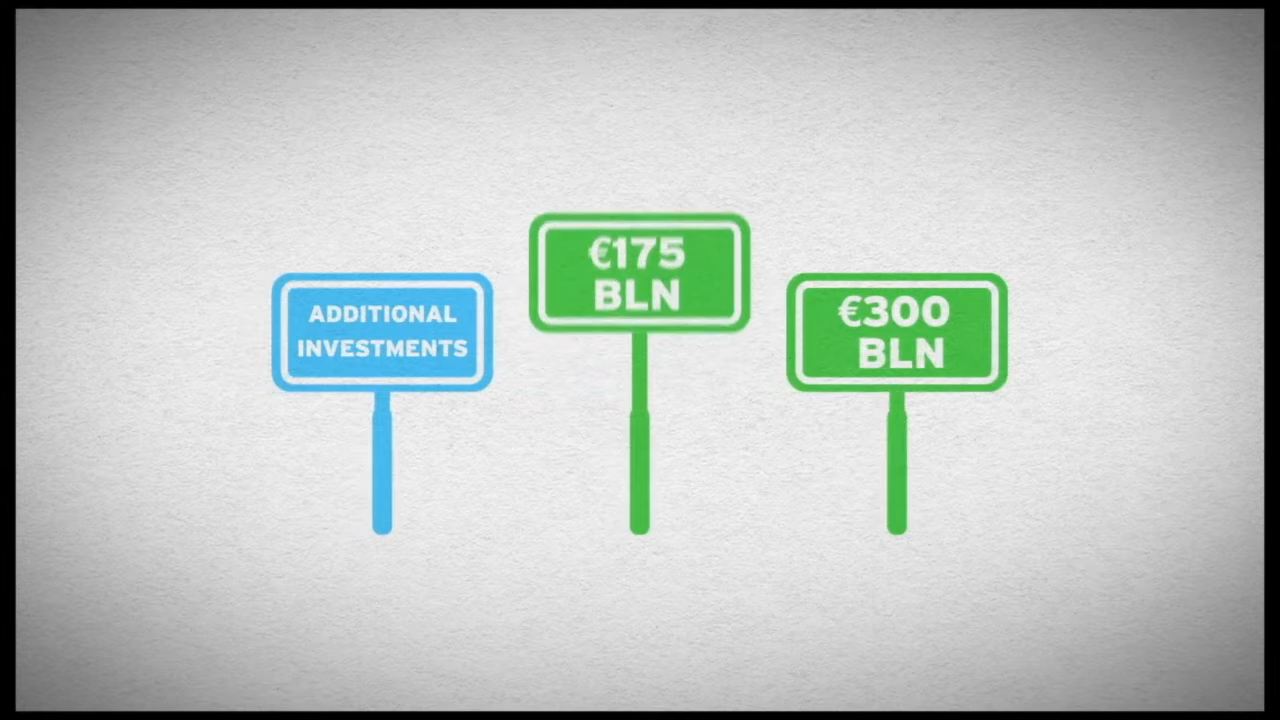 ADDITIONAL
INVESTMENTS
€175
BLN
€300
BLN